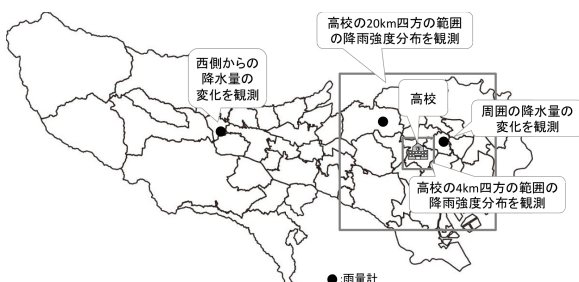 高校の20km四方の範囲
の降雨強度分布を観測
西側からの
降水量の
変化を観測
高校
周囲の降水量の
変化を観測
高校の4km四方の範囲の
降雨強度分布を観測
●:雨量計